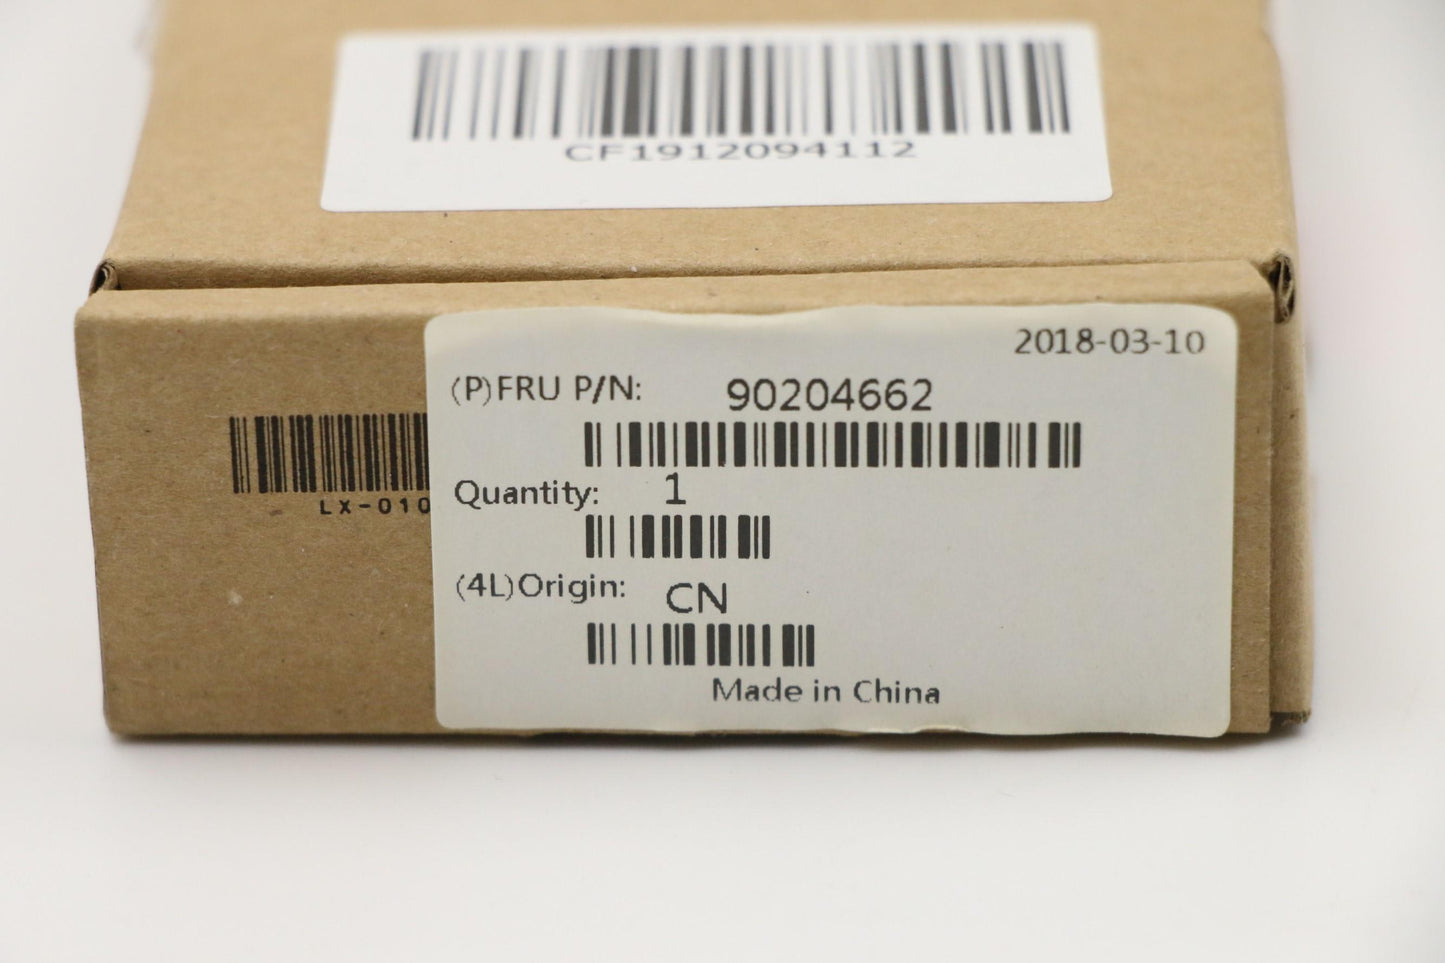 CF1912094112
2018-03-10
(P)FRU P/N: 90204662
LX-010
Quantity: 1
(4L)Origin: CN
Made in China